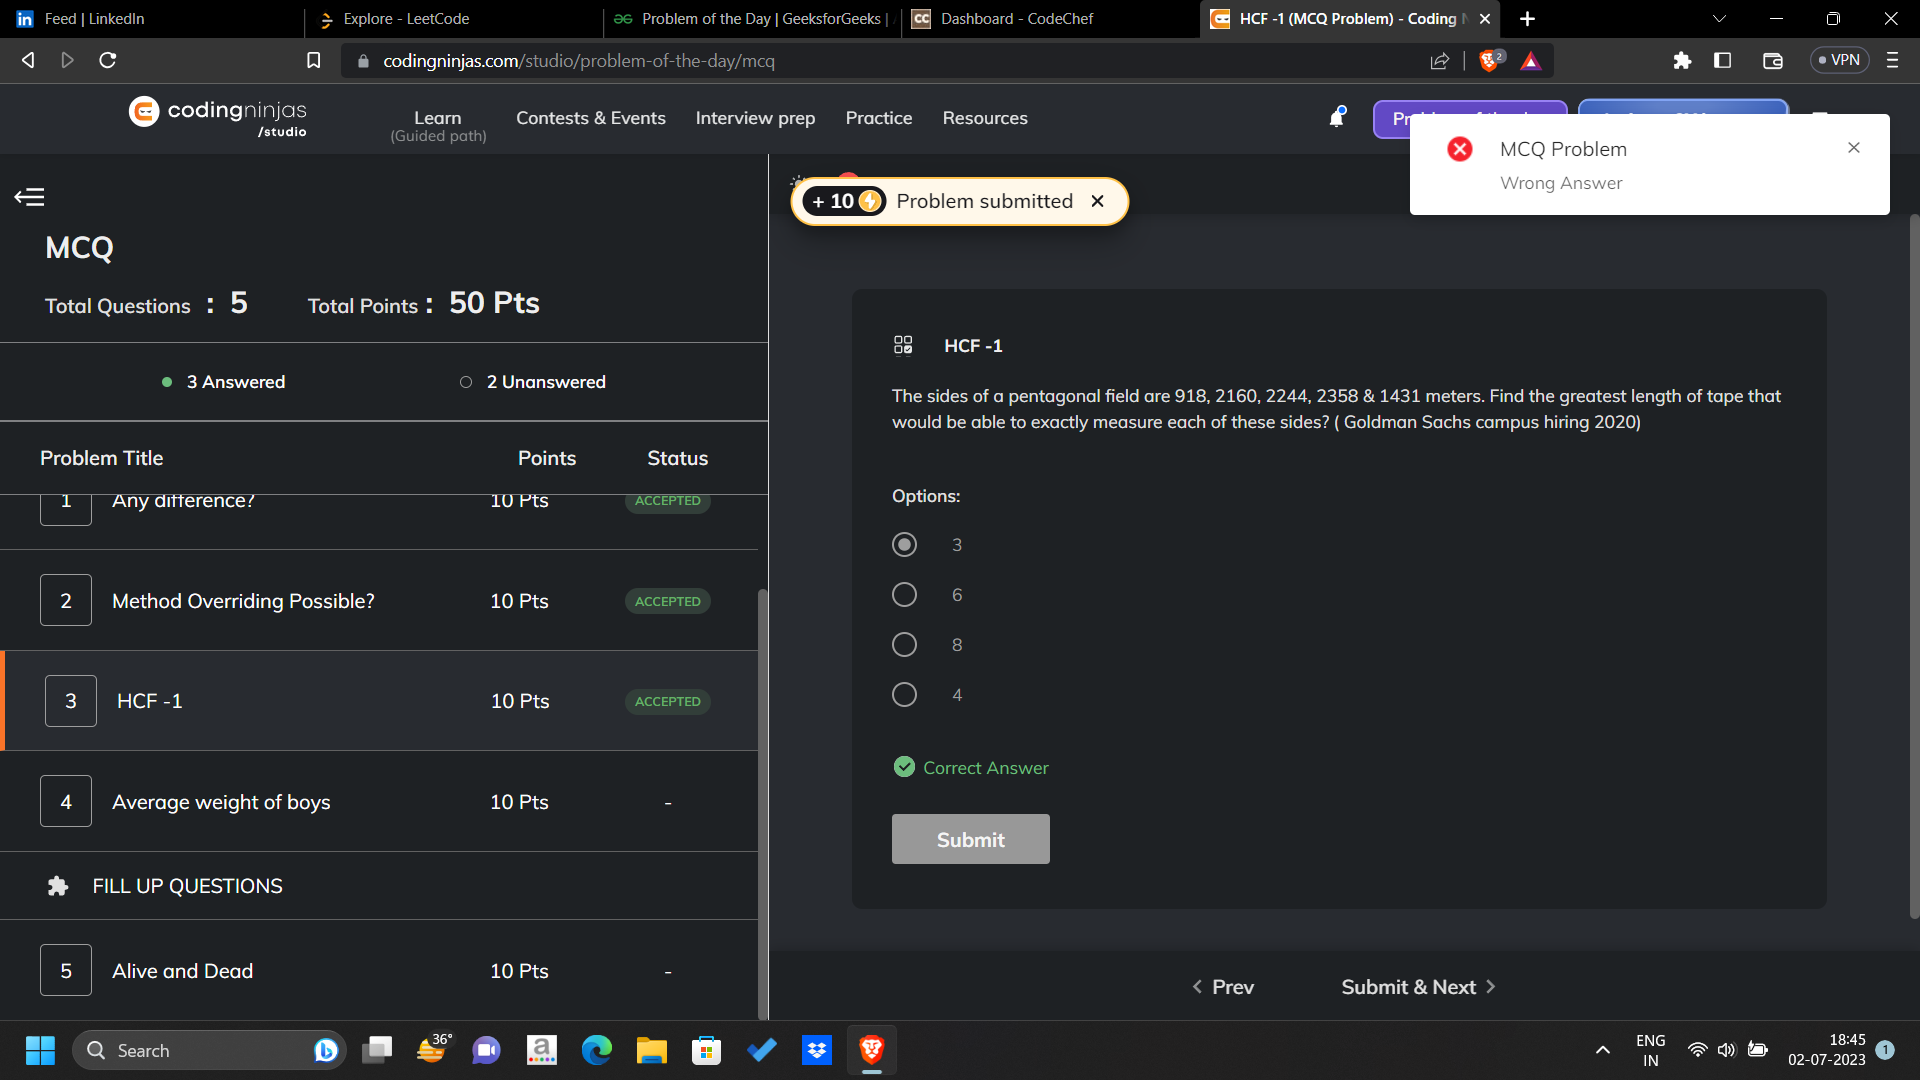 Feed | LinkedIn
Explore - LeetCode
Problem of the Day | GeeksforGeeks |
CC Dashboard - CodeChef
HCF -1 (MCQ Problem) - Coding
codingninjas.com/studio/problem-of-the-day/mcq
2
VPN
codingninjas
/studio
Learn
(Guided path)
Contests & Events
Interview prep
Practice
Resources
MCQ Problem
Wrong Answer
+ 10 Problem submitted
MCQ
Total Questions : 5
Total Points : 50 Pts
3 Answered
2 Unanswered
Problem Title
Points
Status
1 Any difference? 10 Pts ACCEPTED
2 Method Overriding Possible? 10 Pts ACCEPTED
3 HCF -1 10 Pts ACCEPTED
4 Average weight of boys 10 Pts -
FILL UP QUESTIONS
5 Alive and Dead 10 Pts -
HCF -1
The sides of a pentagonal field are 918, 2160, 2244, 2358 & 1431 meters. Find the greatest length of tape that
would be able to exactly measure each of these sides? ( Goldman Sachs campus hiring 2020)
Options:
3
6
8
4
Correct Answer
Submit
Prev
Submit & Next
Search
36°
a
ENG
IN
18:45
02-07-2023
1